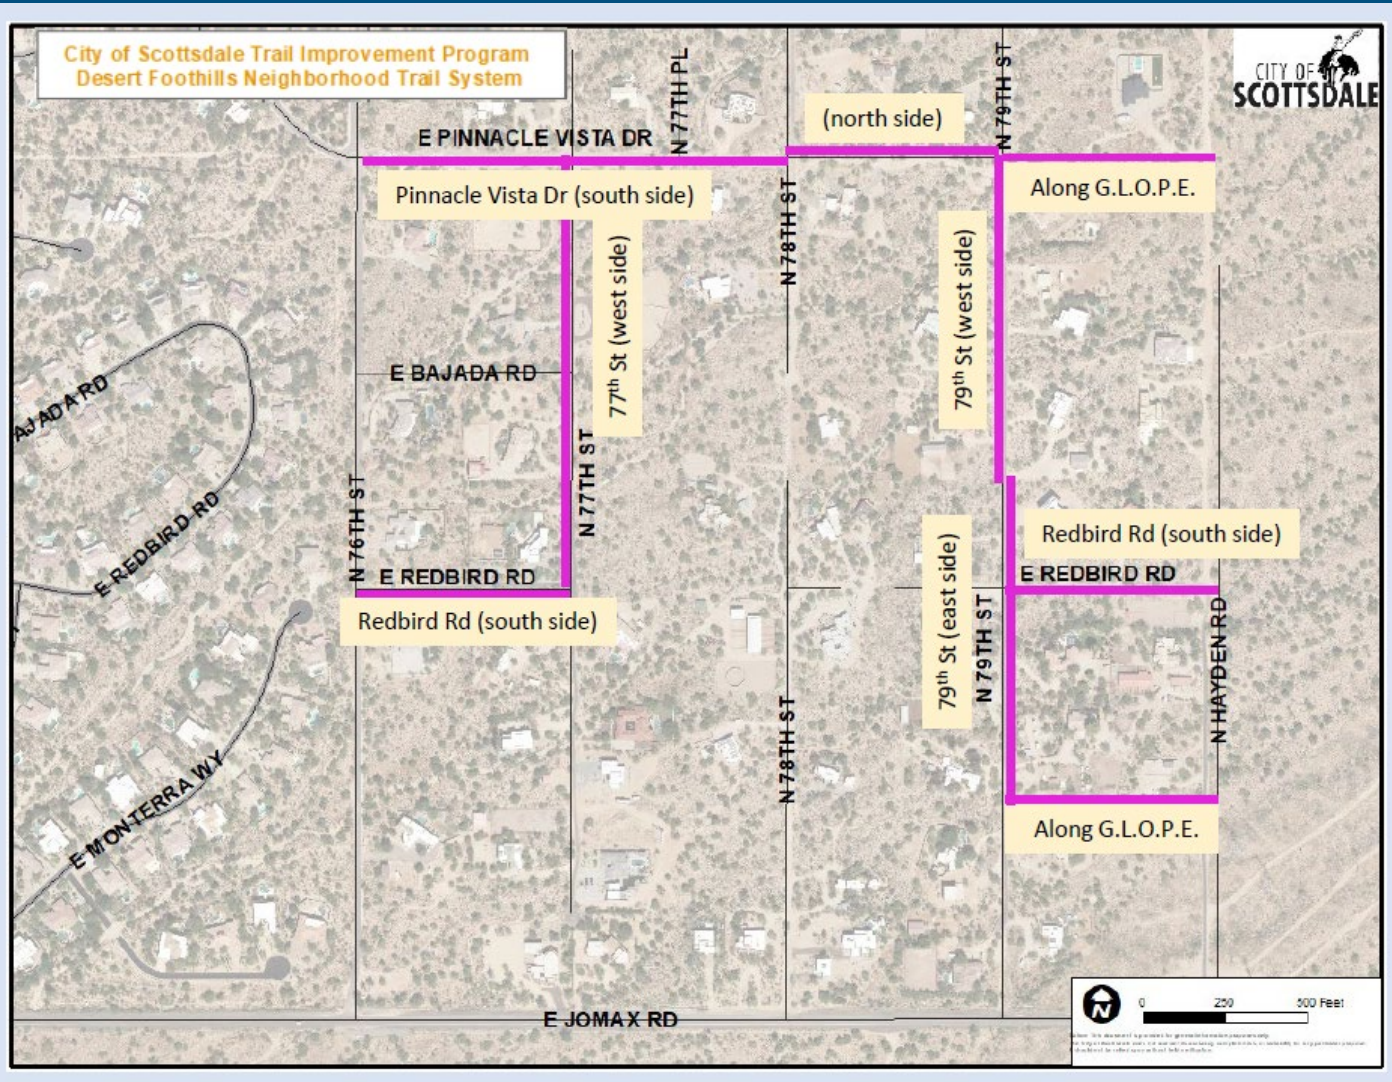 City of Scottsdale Trail Improvement Program
Desert Foothills Neighborhood Trail System
CITY OF
SCOTTSDALE
N 77TH PL
N 79TH ST
(north side)
E PINNACLE VISTA DR
Pinnacle Vista Dr (south side)
Along G.L.O.P.E.
N 78TH ST
77th St (west side)
79th St (west side)
E BAJADA RD
AJADA RD
N 77TH ST
N 76TH ST
E REDBIRD RD
Redbird Rd (south side)
E REDBIRD RD
E REDBIRD RD
Redbird Rd (south side)
79th St (east side)
N 79TH ST
N HAYDEN RD
N 78TH ST
E MONTERRA WY
Along G.L.O.P.E.
E JOMAX RD
N
0 250 500 Feet